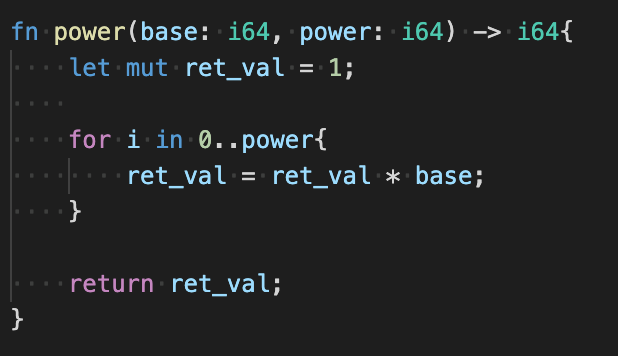 fn power(base: i64, power: i64) -> i64{
    let mut ret_val = 1;

    for i in 0..power{
        ret_val = ret_val * base;
    }

    return ret_val;
}